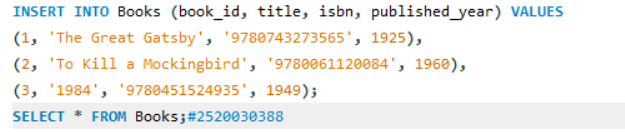 INSERT INTO Books (book_id, title, isbn, published_year) VALUES
(1, 'The Great Gatsby', '9780743273565', 1925),
(2, 'To Kill a Mockingbird', '9780061120084', 1960),
(3, '1984', '9780451524935', 1949);
SELECT * FROM Books;#2520030388